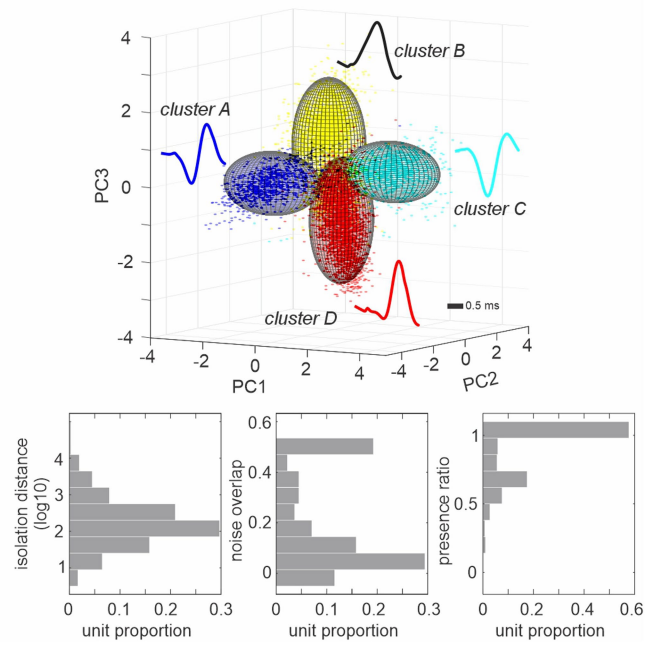 4
cluster B
cluster A
2
PC3
0
cluster C
-2
cluster D
0.5 ms
-4
-4
-2
0
2
4
-4
-2
0
2
4
PC1
PC2
isolation distance
(log10)
4
3
2
1
0
0.1
0.2
0.3
unit proportion
noise overlap
0.6
0.4
0.2
0
0
0.1
0.2
0.3
unit proportion
presence ratio
1
0.5
0
0
0.2
0.4
0.6
unit proportion